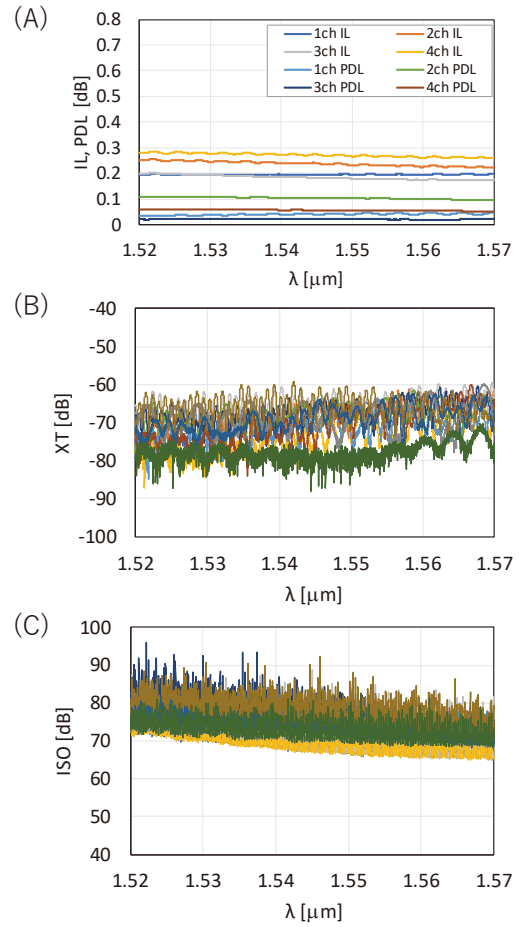 (A)
0.8
0.7
0.6
0.5
0.4
0.3
0.2
0.1
0
IL, PDL [dB]
1ch IL 2ch IL
3ch IL 4ch IL
1ch PDL 2ch PDL
3ch PDL 4ch PDL
1.52 1.53 1.54 1.55 1.56 1.57
λ [μm]
(B)
-40
-50
-60
-70
-80
-90
-100
XT [dB]
1.52 1.53 1.54 1.55 1.56 1.57
λ [μm]
(C)
100
90
80
70
60
50
40
ISO [dB]
1.52 1.53 1.54 1.55 1.56 1.57
λ [μm]